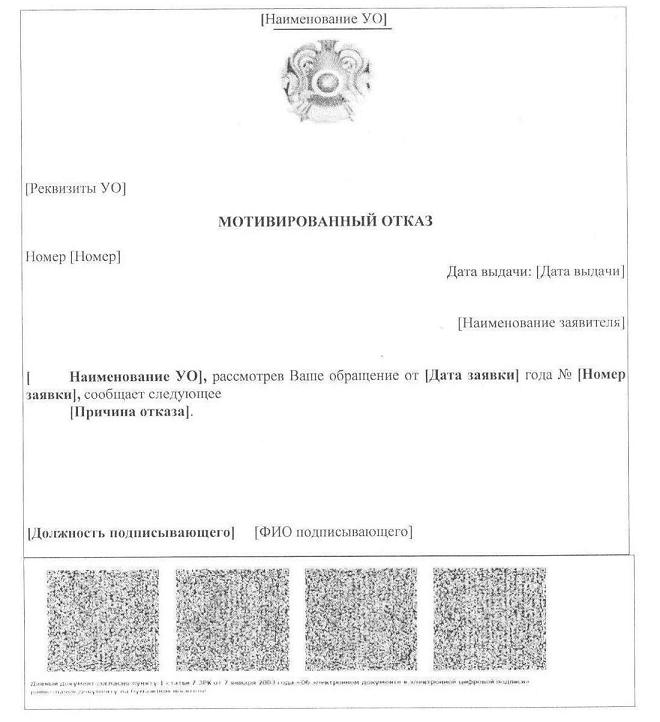 [Наименование УО]
[Реквизиты УО]
МОТИВИРОВАННЫЙ ОТКАЗ
Номер [Номер]
Дата выдачи: [Дата выдачи]
[Наименование заявителя]
[ Наименование УО], рассмотрев Ваше обращение от [Дата заявки] года № [Номер
заявки], сообщает следующее
[Причина отказа].
[Должность подписывающего] [ФИО подписывающего]
Данный документ согласно пункту 1 статьи 7 ЗРК от 7 января 2003 года «Об электронном документе и электронной цифровой подписи»
равнозначен документу на бумажном носителе